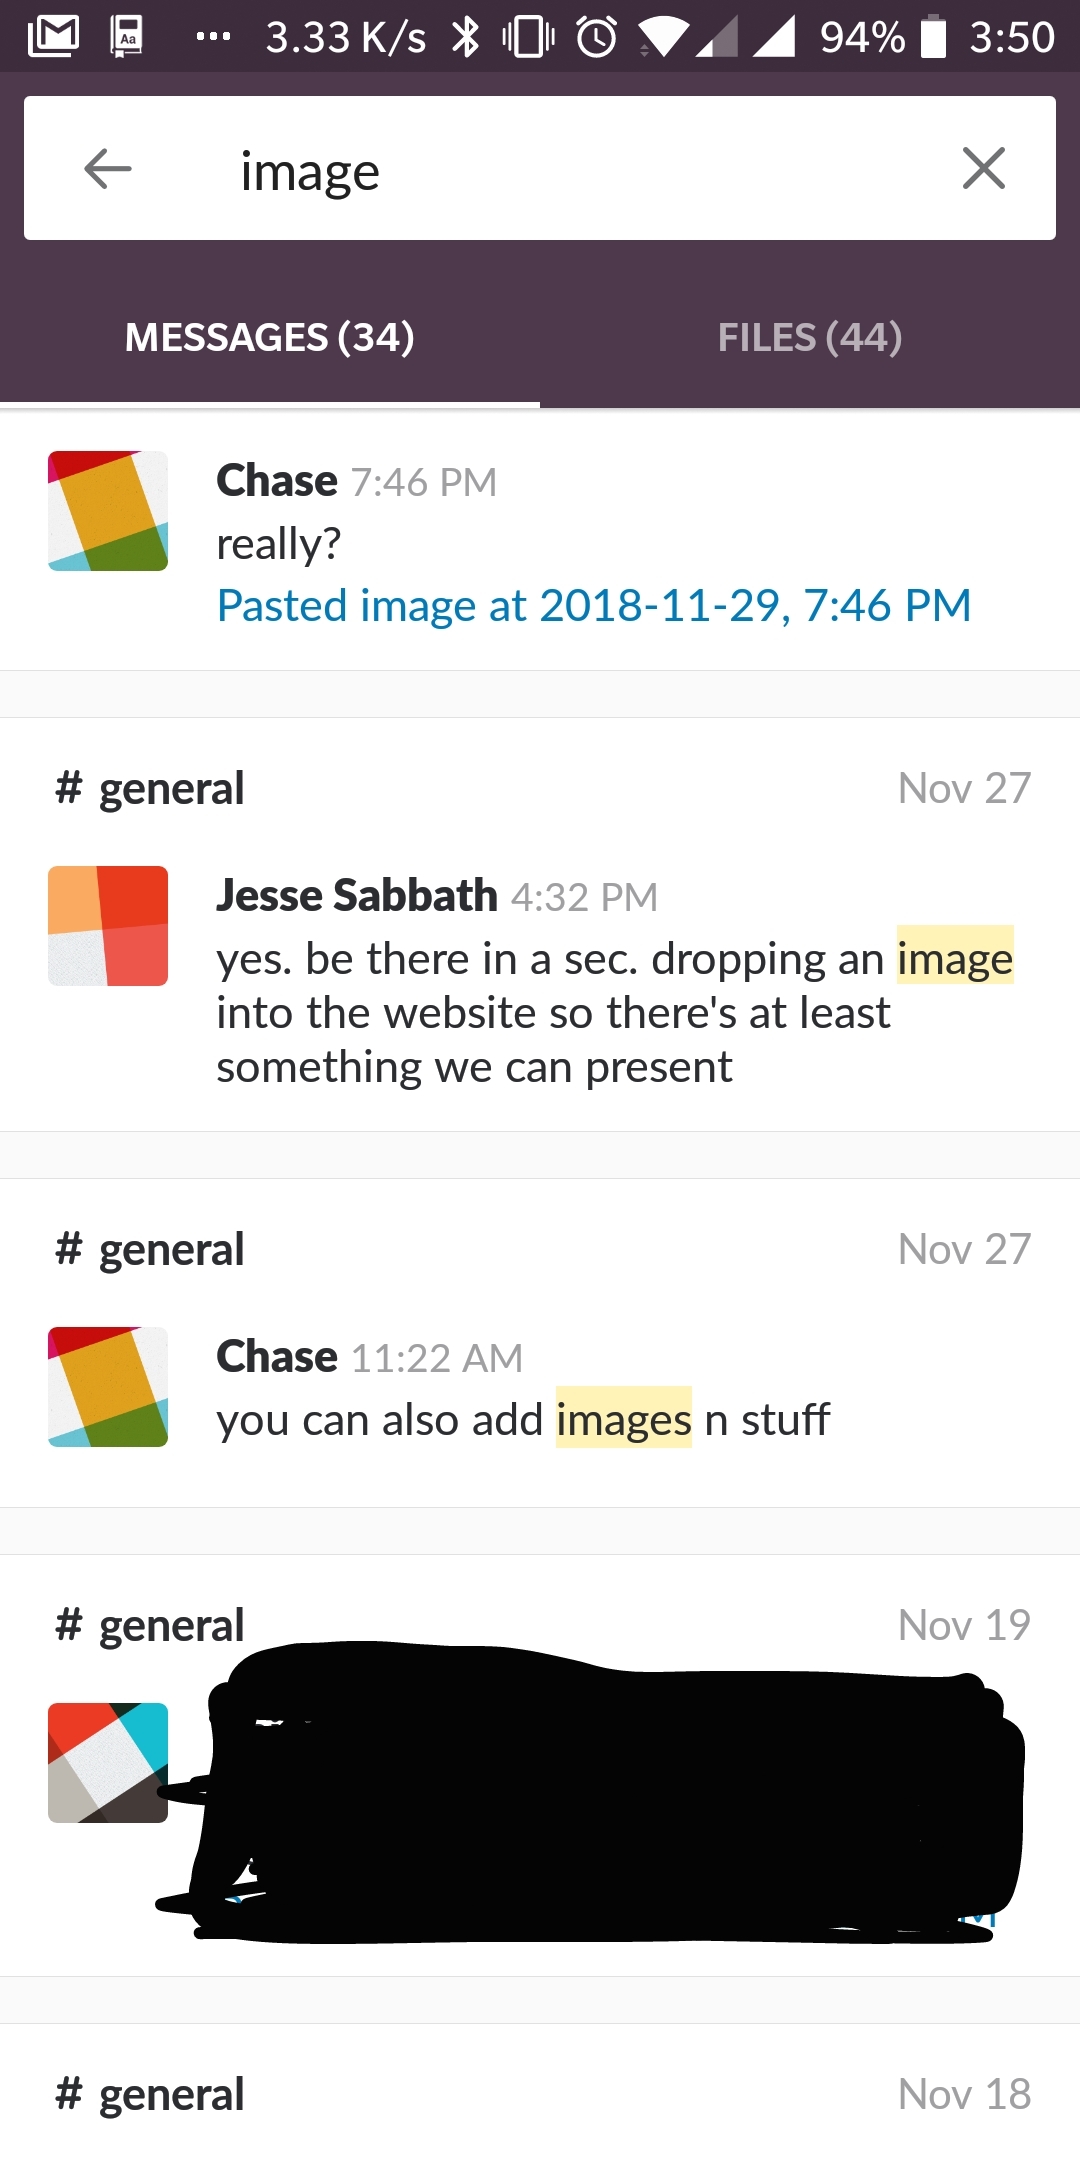 3.33 K/s 94% 3:50
image
MESSAGES (34) FILES (44)
Chase 7:46 PM
really?
Pasted image at 2018-11-29, 7:46 PM
# general Nov 27
Jesse Sabbath 4:32 PM
yes. be there in a sec. dropping an image
into the website so there's at least
something we can present
# general Nov 27
Chase 11:22 AM
you can also add images n stuff
# general Nov 19
# general Nov 18